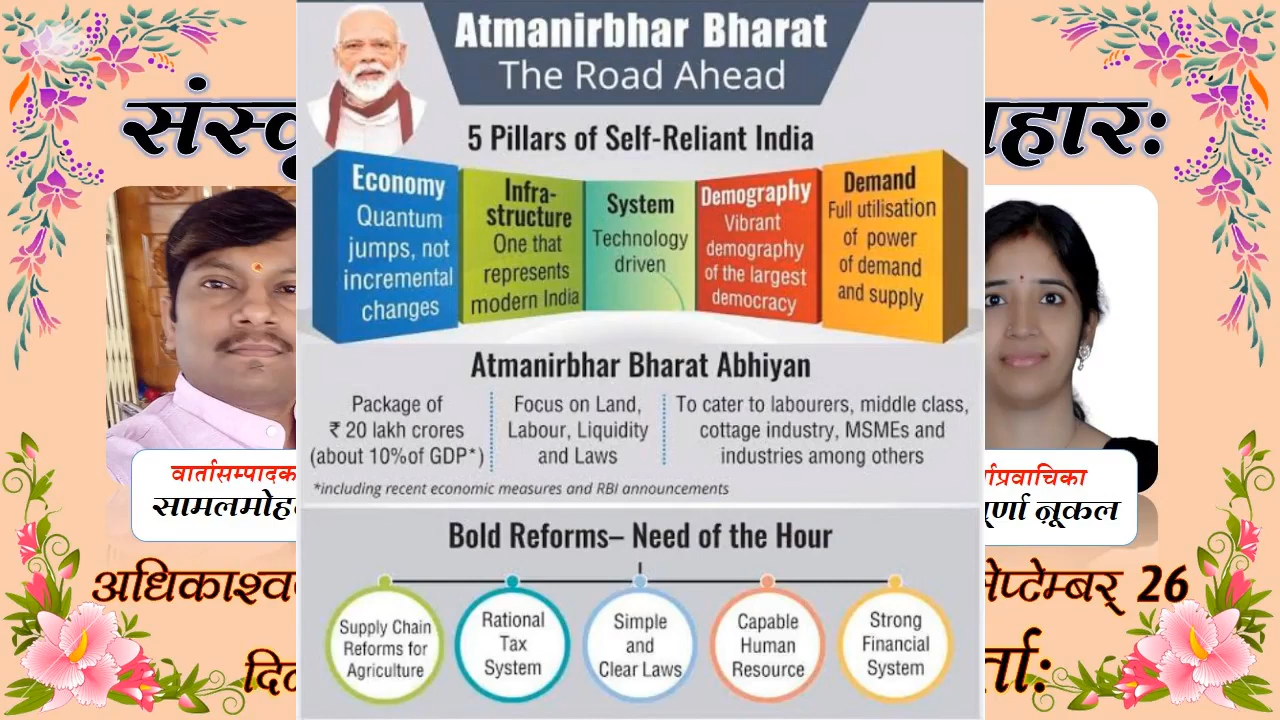 Atmanirbhar Bharat
The Road Ahead
5 Pillars of Self-Reliant India
Economy
Quantum
jumps, not
incremental
changes
Infra-
structure
One that
represents
modern India
System
Technology
driven
Demography
Vibrant
demography
of the largest
democracy
Demand
Full utilisation
of power
of demand
and supply
Atmanirbhar Bharat Abhiyan
Package of
₹ 20 lakh crores
(about 10%of GDP*)
Focus on Land,
Labour, Liquidity
and Laws
To cater to labourers, middle class,
cottage industry, MSMEs and
industries among others
*including recent economic measures and RBI announcements
Bold Reforms– Need of the Hour
Supply Chain
Reforms for
Agriculture
Rational
Tax
System
Simple
and
Clear Laws
Capable
Human
Resource
Strong
Financial
System
वार्तासम्पादक
नूकल
26